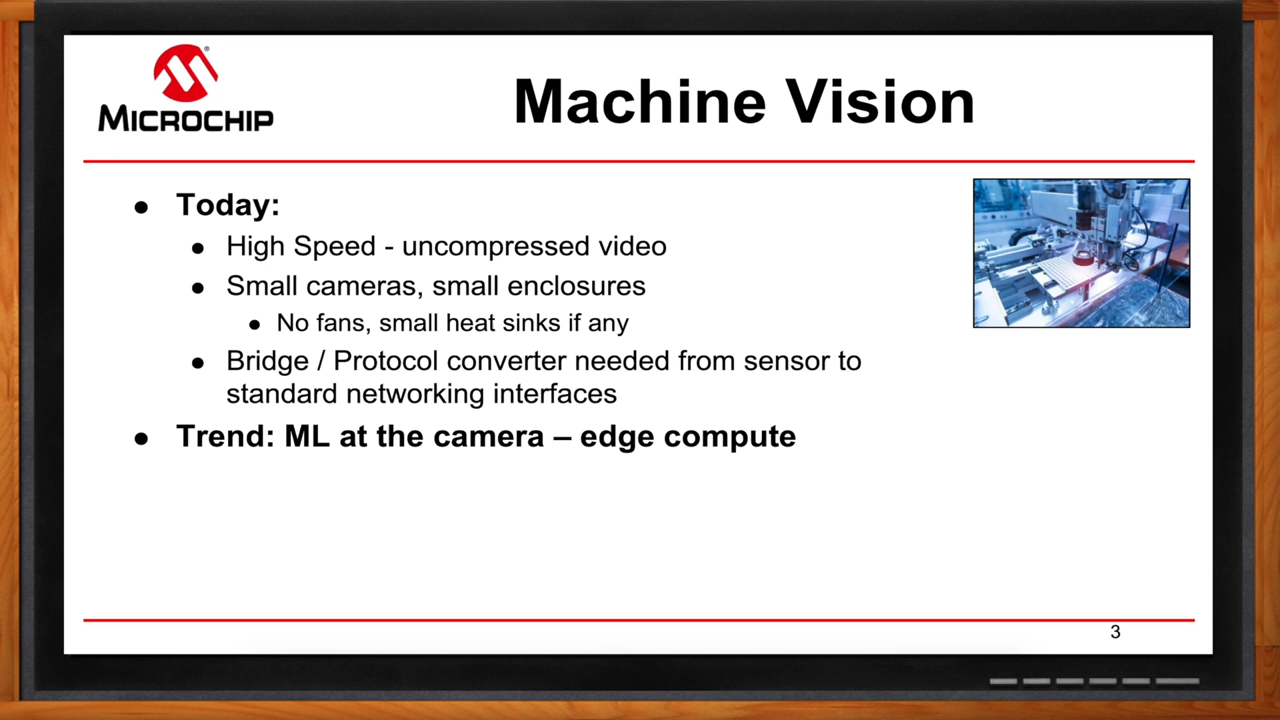 MICROCHIP
Machine Vision
● Today:
● High Speed - uncompressed video
● Small cameras, small enclosures
● No fans, small heat sinks if any
● Bridge / Protocol converter needed from sensor to
standard networking interfaces
● Trend: ML at the camera – edge compute
3